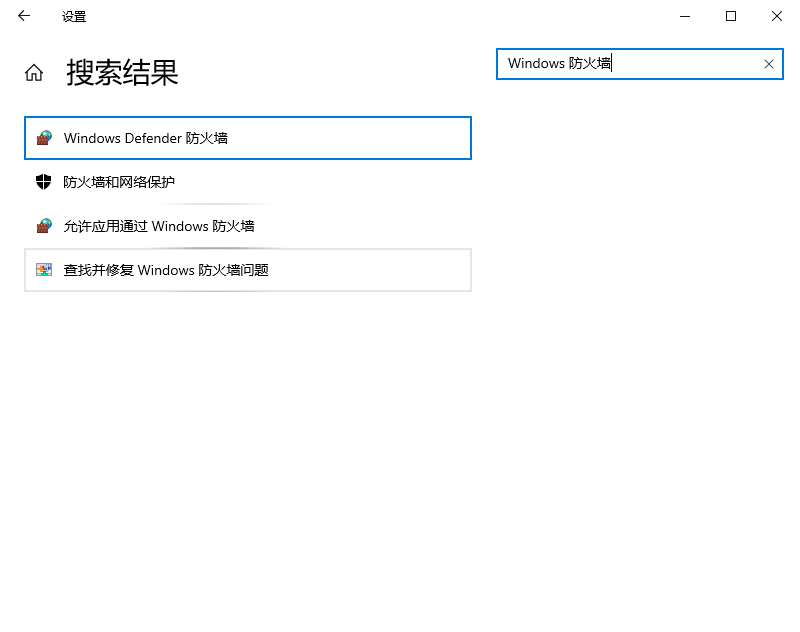 设置
搜索结果
Windows 防火墙
Windows Defender 防火墙
防火墙和网络保护
允许应用通过 Windows 防火墙
查找并修复 Windows 防火墙问题